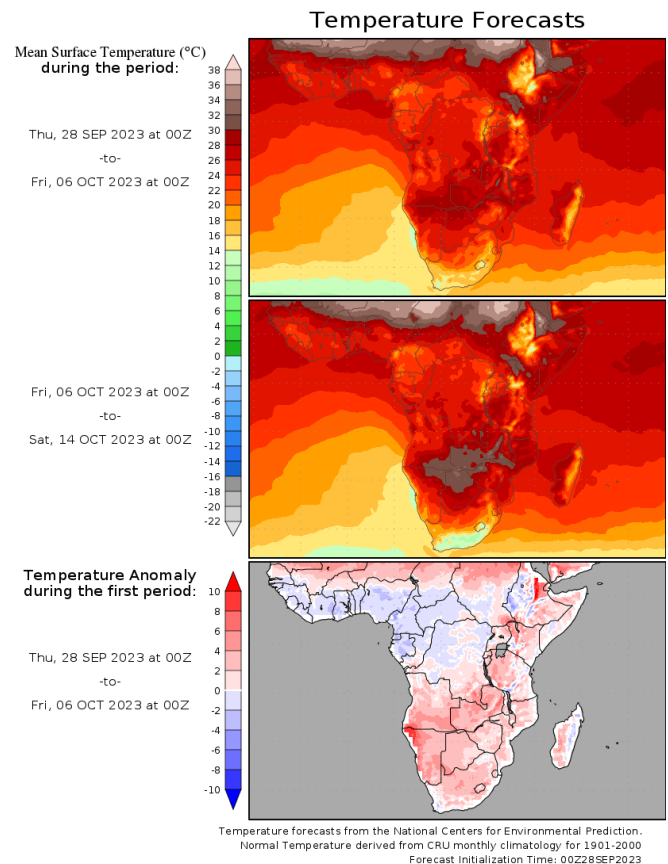 Temperature Forecasts
Mean Surface Temperature (°C)
during the period:
38
36
34
32
30
28
26
24
22
20
18
16
14
12
10
8
6
4
2
0
-2
-4
-6
-8
-10
-12
-14
-16
-18
-20
-22
Thu, 28 SEP 2023 at 00Z
-to-
Fri, 06 OCT 2023 at 00Z
Fri, 06 OCT 2023 at 00Z
-to-
Sat, 14 OCT 2023 at 00Z
Temperature Anomaly
during the first period:
10
8
6
4
2
0
-2
-4
-6
-8
-10
Thu, 28 SEP 2023 at 00Z
-to-
Fri, 06 OCT 2023 at 00Z
Temperature forecasts from the National Centers for Environmental Prediction.
Normal Temperature derived from CRU monthly climatology for 1901-2000
Forecast Initialization Time: 00Z28SEP2023